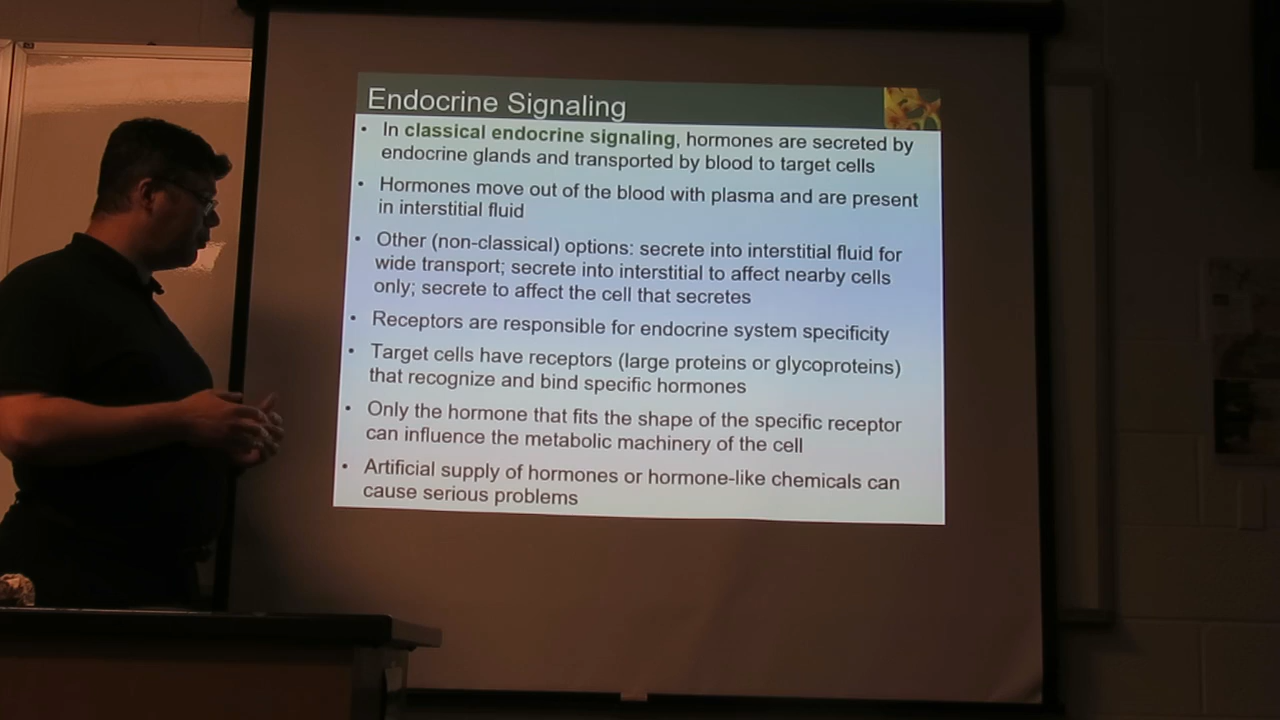 Endocrine Signaling
• In classical endocrine signaling, hormones are secreted by
endocrine glands and transported by blood to target cells
• Hormones move out of the blood with plasma and are present
in interstitial fluid
• Other (non-classical) options: secrete into interstitial fluid for
wide transport; secrete into interstitial to affect nearby cells
only; secrete to affect the cell that secretes
• Receptors are responsible for endocrine system specificity
• Target cells have receptors (large proteins or glycoproteins)
that recognize and bind specific hormones
• Only the hormone that fits the shape of the specific receptor
can influence the metabolic machinery of the cell
• Artificial supply of hormones or hormone-like chemicals can
cause serious problems